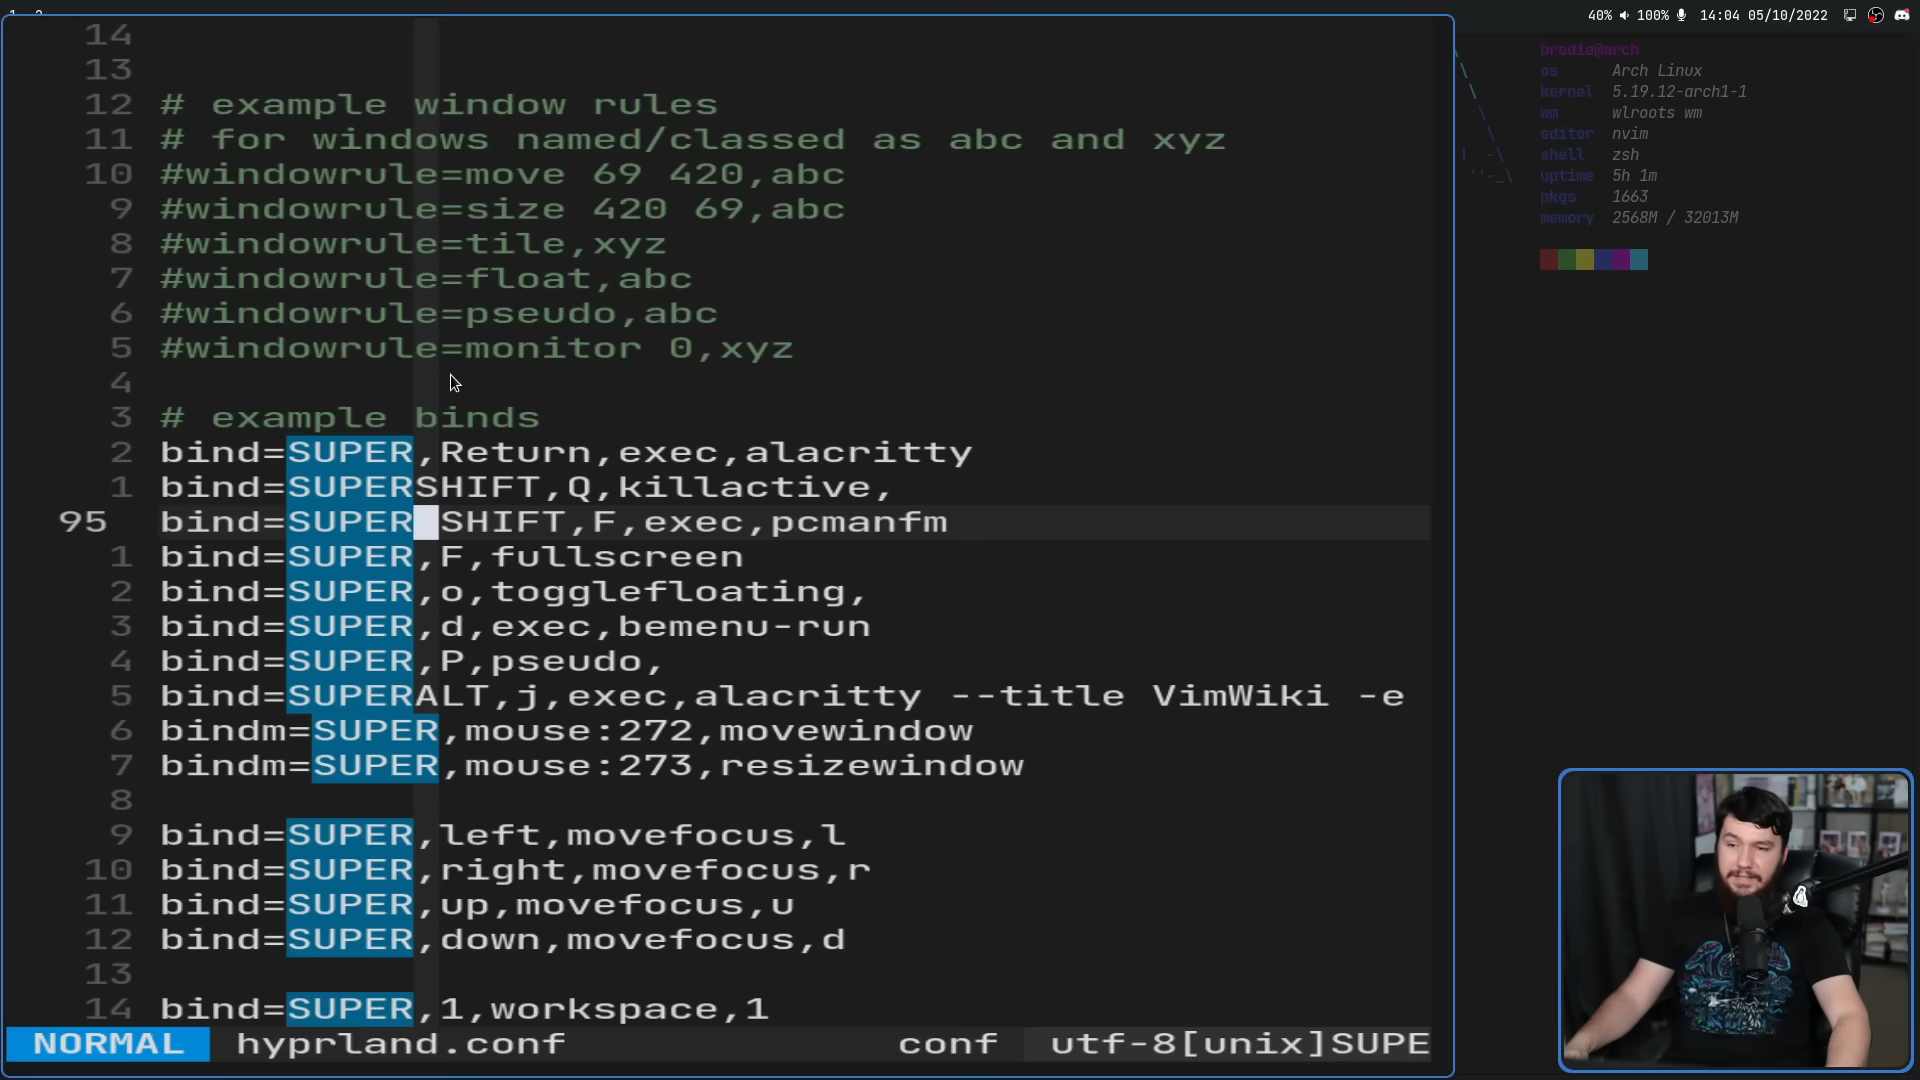 40% 100% 14:04 05/10/2022
14
13
12 # example window rules
11 # for windows named/classed as abc and xyz
10 #windowrule=move 69 420,abc
9 #windowrule=size 420 69,abc
8 #windowrule=tile,xyz
7 #windowrule=float,abc
6 #windowrule=pseudo,abc
5 #windowrule=monitor 0,xyz
4
3 # example binds
2 bind=SUPER,Return,exec,alacritty
1 bind=SUPERSHIFT,Q,killactive,
95 bind=SUPER SHIFT,F,exec,pcmanfm
1 bind=SUPER,F,fullscreen
2 bind=SUPER,o,togglefloating,
3 bind=SUPER,d,exec,bemenu-run
4 bind=SUPER,P,pseudo,
5 bind=SUPERALT,j,exec,alacritty --title VimWiki -e
6 bindm=SUPER,mouse:272,movewindow
7 bindm=SUPER,mouse:273,resizewindow
8
9 bind=SUPER,left,movefocus,l
10 bind=SUPER,right,movefocus,r
11 bind=SUPER,up,movefocus,u
12 bind=SUPER,down,movefocus,d
13
14 bind=SUPER,1,workspace,1
NORMAL hyprland.conf conf utf-8[unix]SUPE
brodie@arch
os Arch Linux
kernel 5.19.12-arch1-1
wm wlroots wm
editor nvim
shell zsh
uptime 5h 1m
pkgs 1663
memory 2568M / 32013M